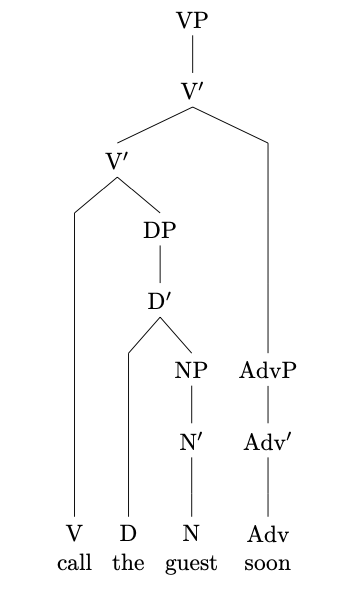 VP
V′
V′
DP
D′
NP AdvP
N′ Adv′
V D N Adv
call the guest soon